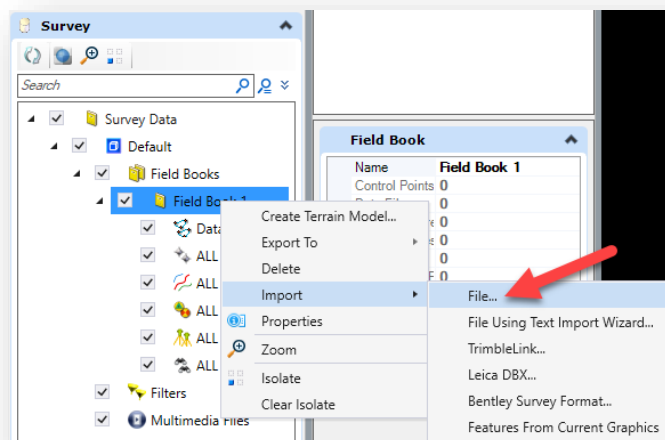 Survey
Search
Survey Data
Default
Field Books
Field Book 1
Data
ALL
ALL
ALL
ALL
ALL
Filters
Multimedia Files
Create Terrain Model...
Export To
Delete
Import
Properties
Zoom
Isolate
Clear Isolate
Field Book
Name Field Book 1
Control Points 0
0
0
0
0
0
File...
File Using Text Import Wizard...
TrimbleLink...
Leica DBX...
Bentley Survey Format...
Features From Current Graphics